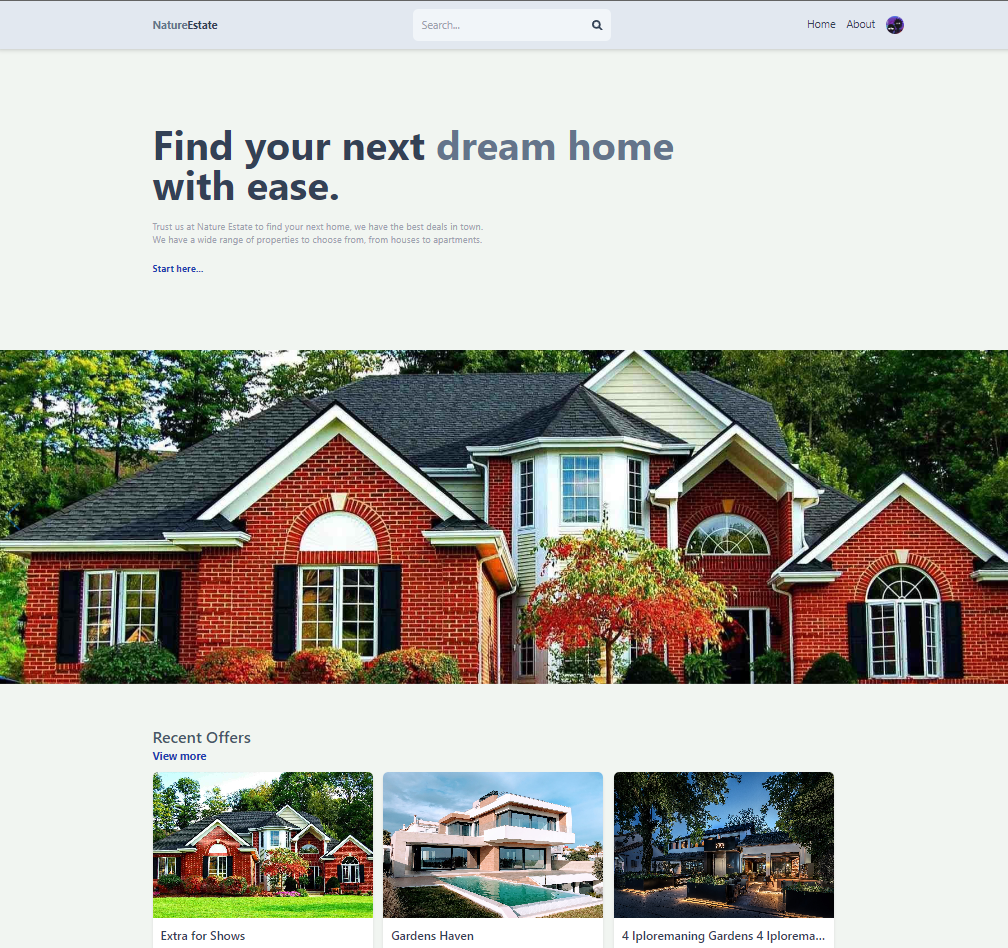 NatureEstate
Search...
Home About
Find your next dream home
with ease.
Trust us at Nature Estate to find your next home, we have the best deals in town.
We have a wide range of properties to choose from, from houses to apartments.
Start here...
Recent Offers
View more
Extra for Shows
Gardens Haven
4 Iploremaning Gardens 4 Iplorema...